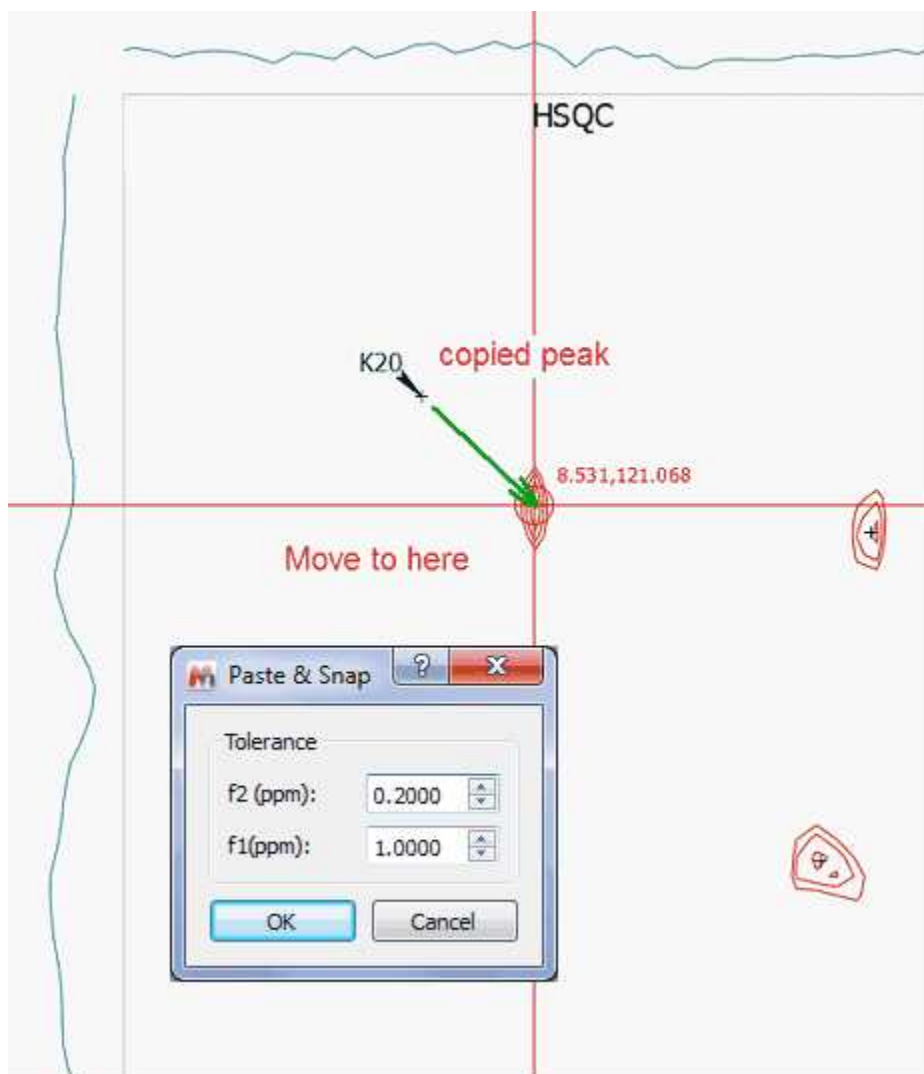 HSQC
K20
copied peak
8.531,121.068
Move to here
Paste & Snap
Tolerance
f2 (ppm):
0.2000
f1(ppm):
1.0000
OK
Cancel